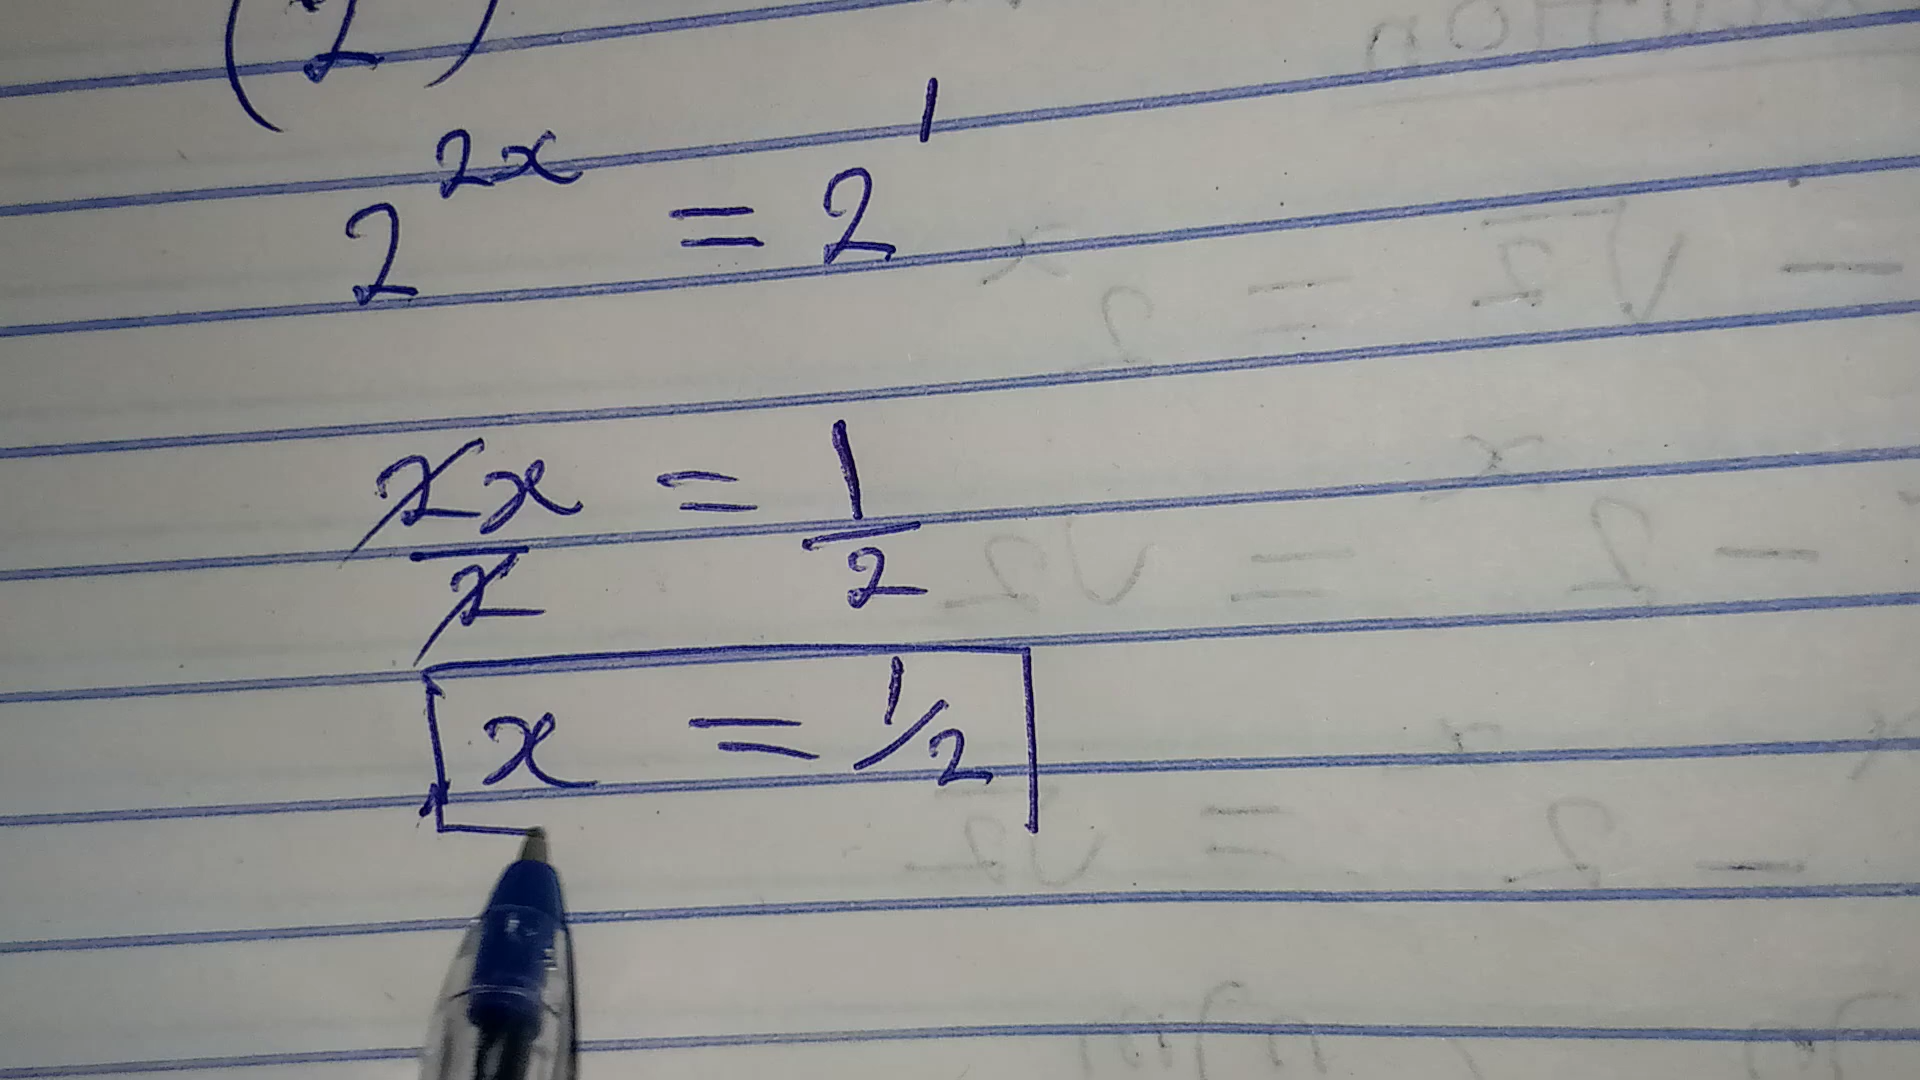 (2)
2^{2x} = 2^1
2x/2 = 1/2
x = 1/2